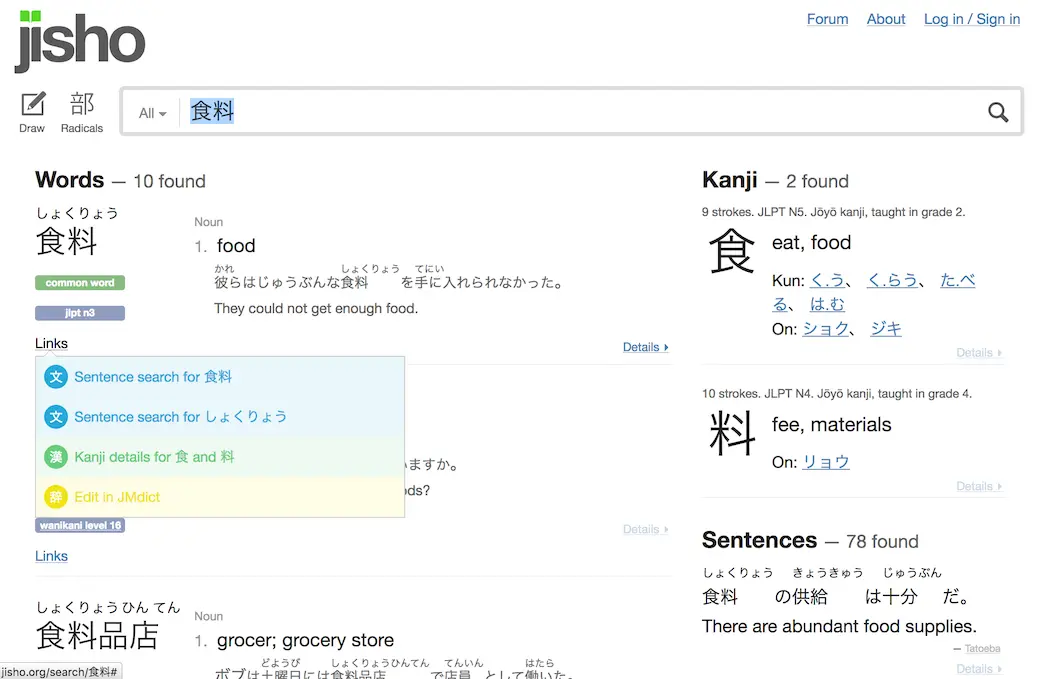 jisho
Forum About Log in / Sign in
Draw
部
Radicals
All 食料
Words — 10 found
しょくりょう
食料
common word
jlpt n3
Links
Noun
1. food
かれ しょくりょう てにい
彼らはじゅうぶんな食料を手に入れられなかった。
They could not get enough food.
Details
文 Sentence search for 食料
文 Sentence search for しょくりょう
漢 Kanji details for 食 and 料
辞 Edit in JMdict
いますか。
ods?
wanikani level 16
Details
Links
しょくりょうひんてん
食料品店
Noun
1. grocer; grocery store
どようび しょくりょうひんてん てんいん はたら
ボブは土曜日には食料品店で店員として働いた。
jisho.org/search/食料#
Kanji — 2 found
9 strokes. JLPT N5. Jōyō kanji, taught in grade 2.
食
eat, food
Kun: く.う、 く.らう、 た.べ
る、 は.む
On: ショク、 ジキ
Details
10 strokes. JLPT N4. Jōyō kanji, taught in grade 4.
料
fee, materials
On: リョウ
Details
Sentences — 78 found
しょくりょう きょうきゅう じゅうぶん
食料の供給は十分だ。
There are abundant food supplies.
— Tatoeba
Details